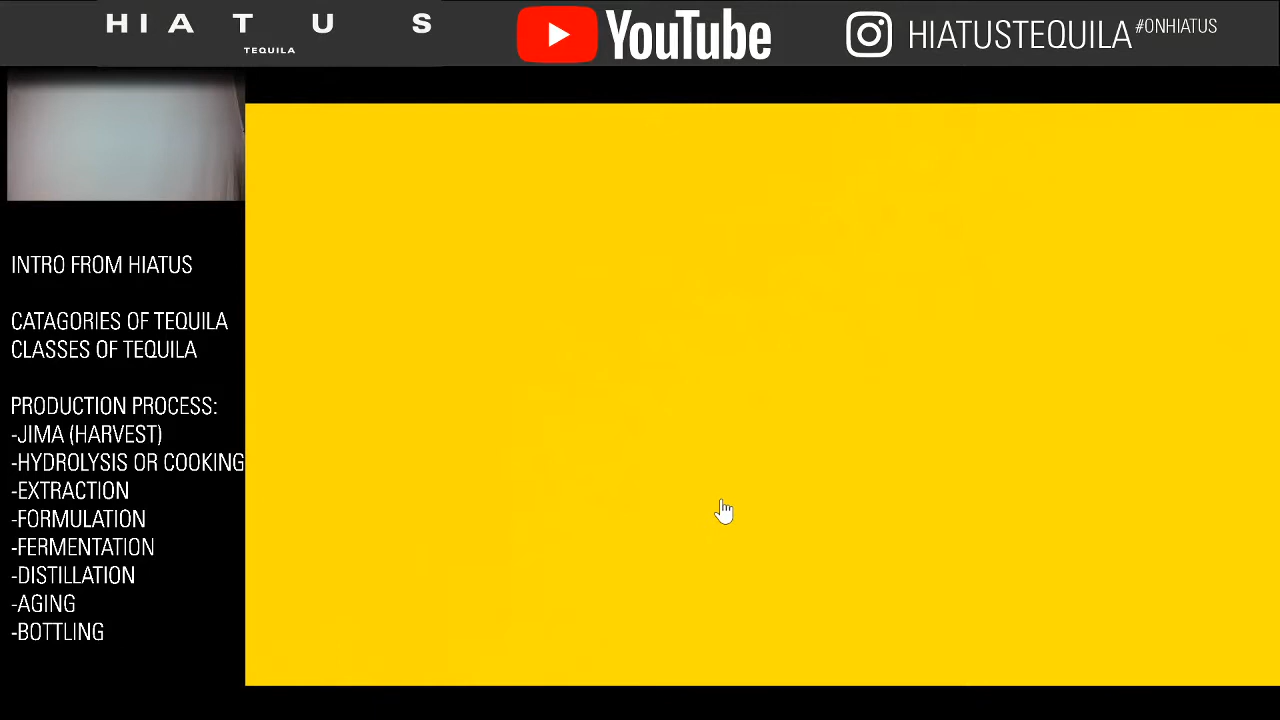 HIATUS
TEQUILA
YouTube
HIATUSTEQUILA #ONHIATUS
INTRO FROM HIATUS
CATAGORIES OF TEQUILA
CLASSES OF TEQUILA
PRODUCTION PROCESS:
-JIMA (HARVEST)
-HYDROLYSIS OR COOKING
-EXTRACTION
-FORMULATION
-FERMENTATION
-DISTILLATION
-AGING
-BOTTLING